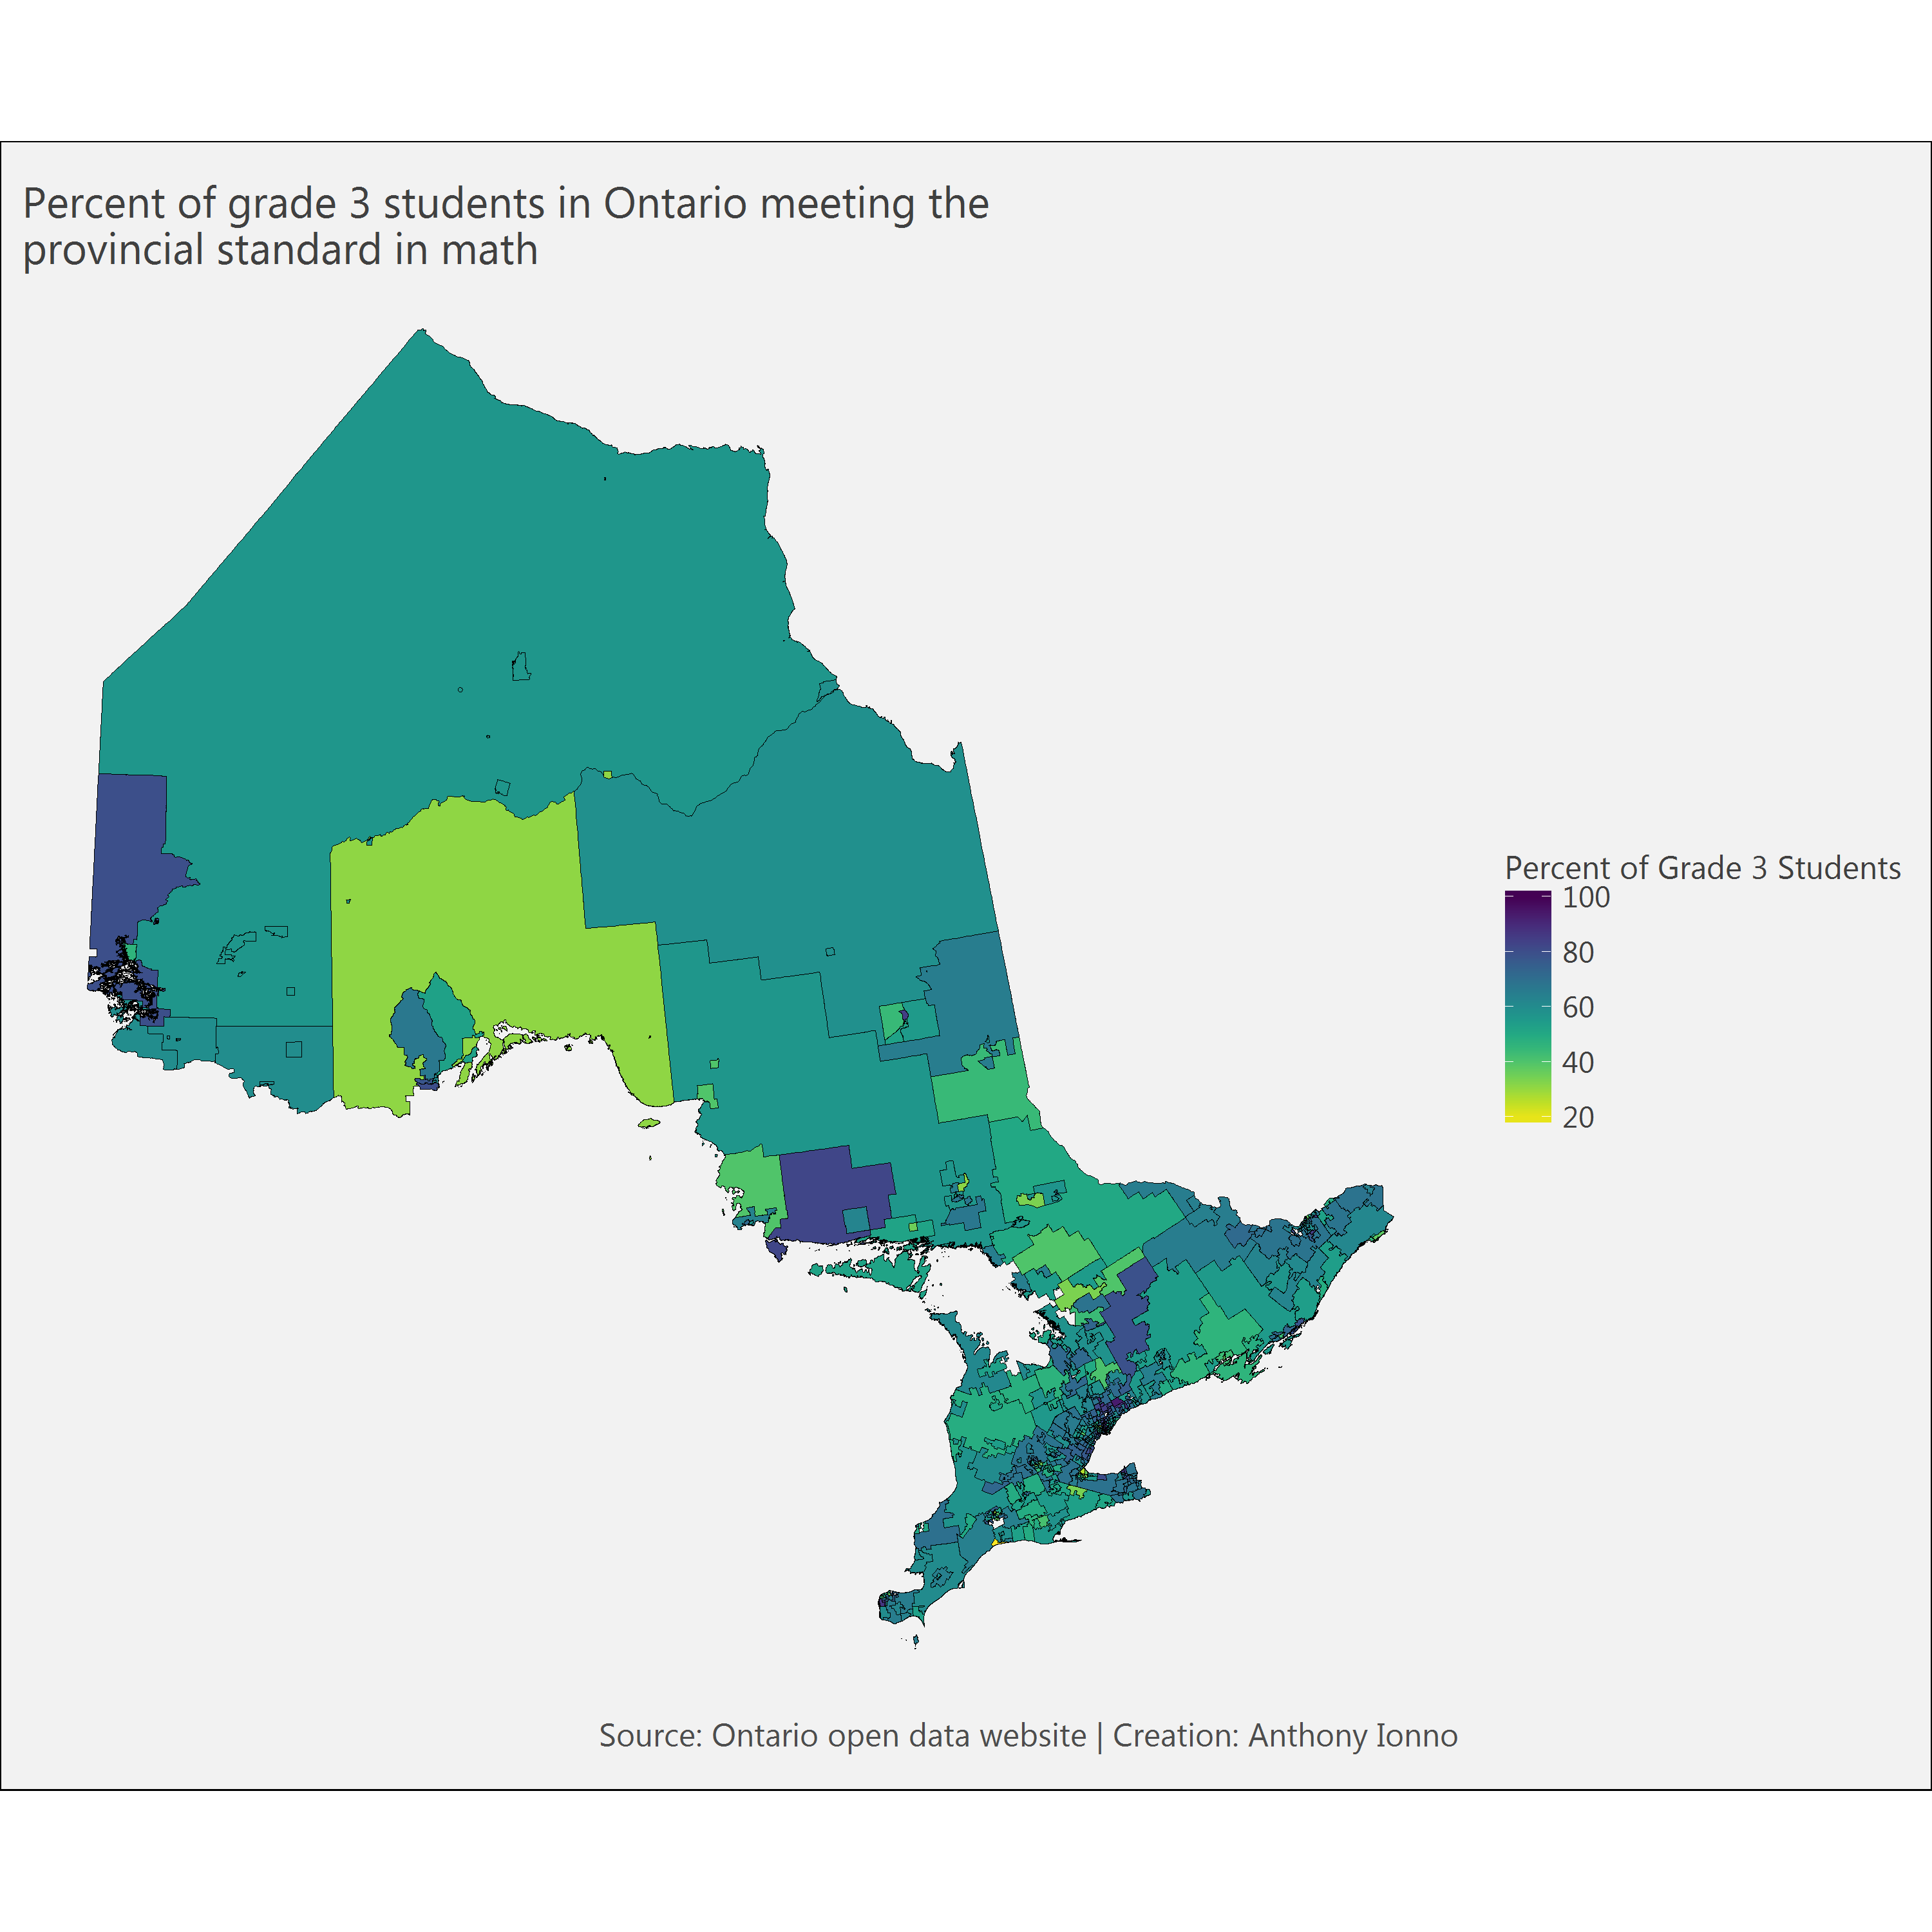 Percent of grade 3 students in Ontario meeting the
provincial standard in math
Percent of Grade 3 Students
100
80
60
40
20
Source: Ontario open data website | Creation: Anthony Ionno